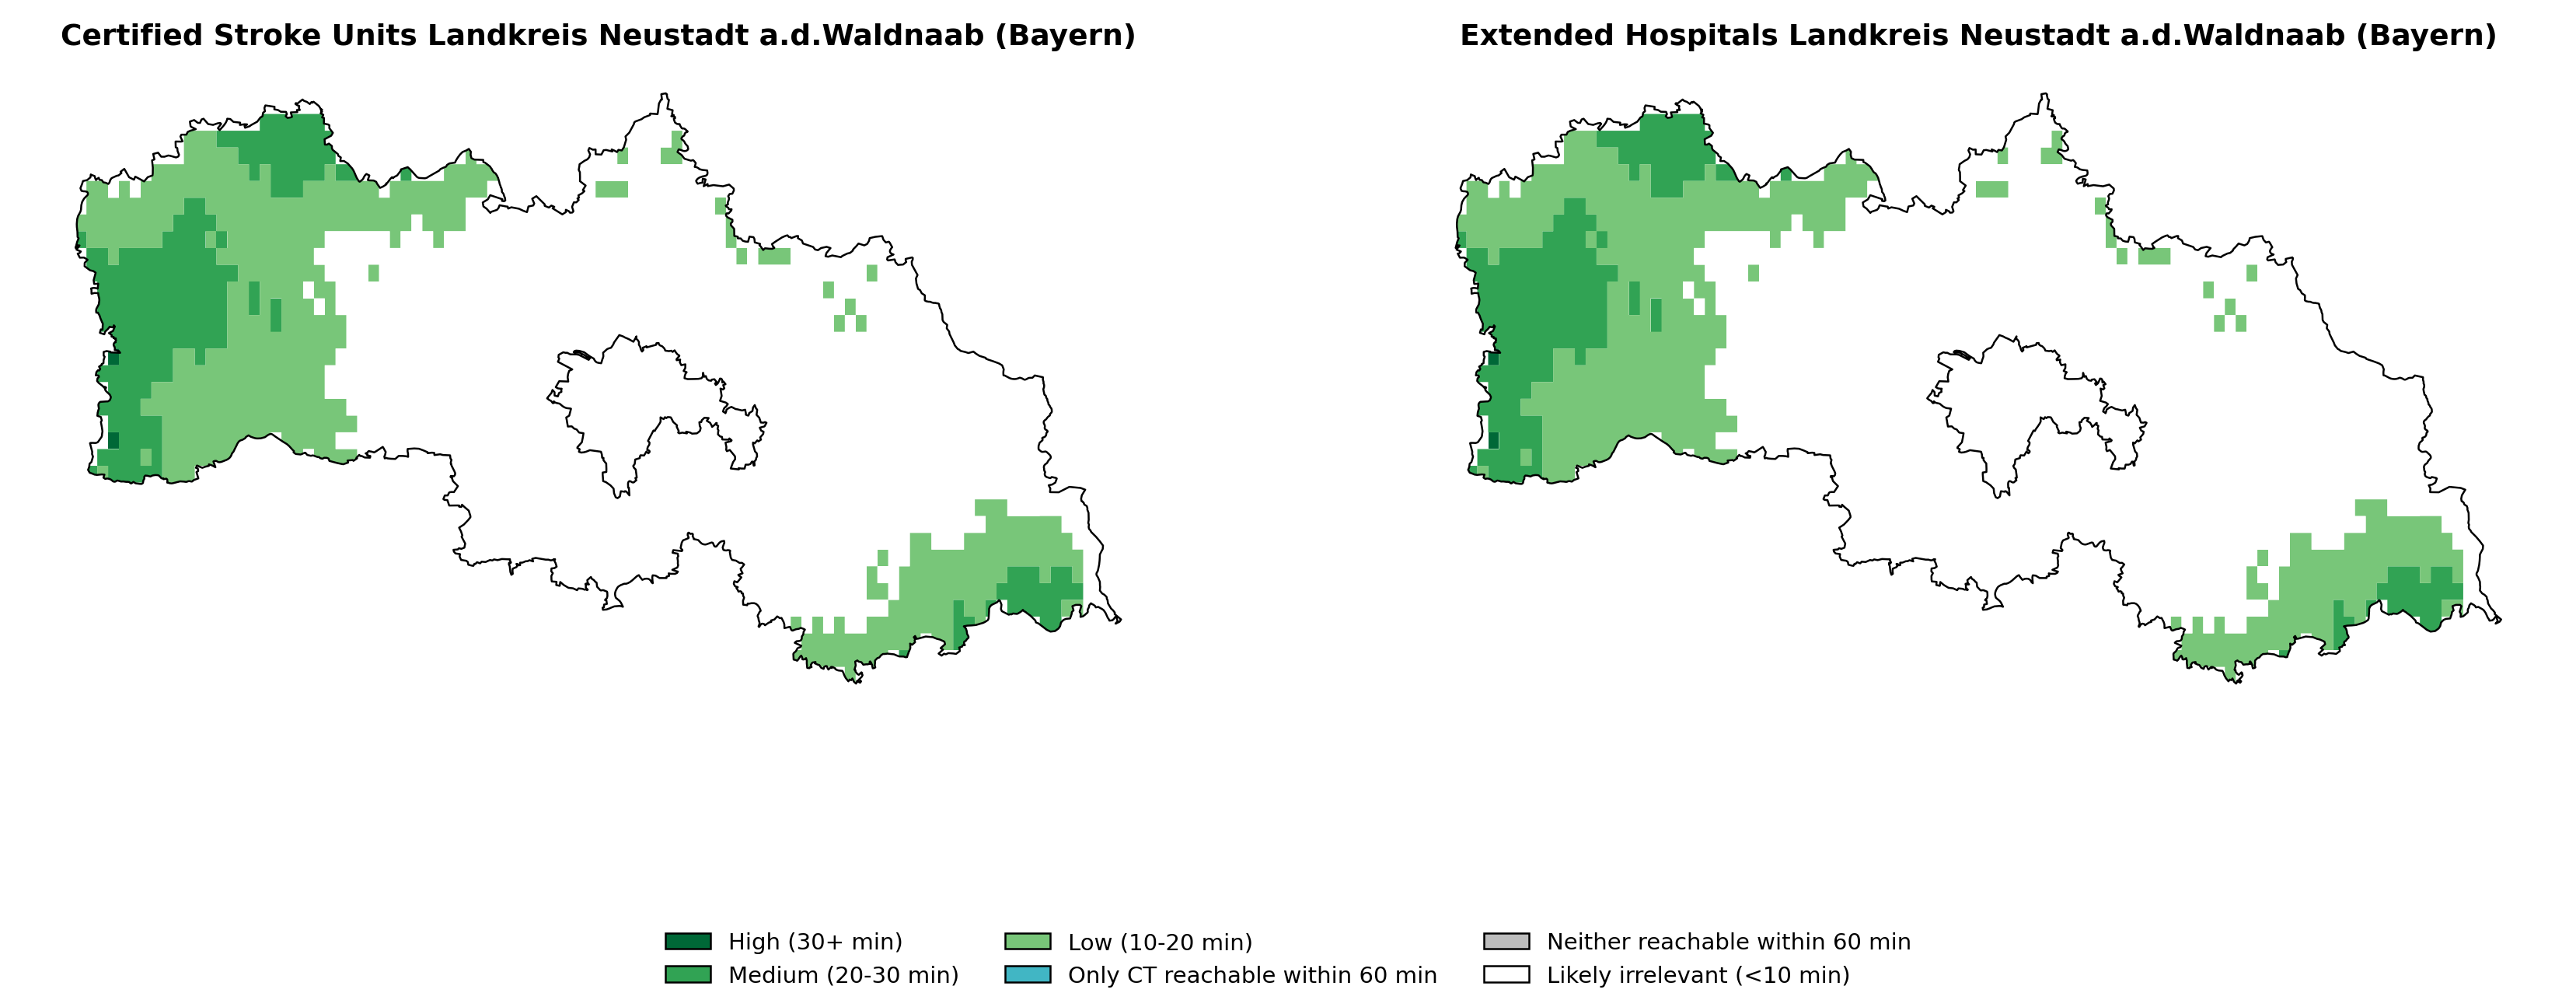 Certified Stroke Units Landkreis Neustadt a.d.Waldnaab (Bayern)
Extended Hospitals Landkreis Neustadt a.d.Waldnaab (Bayern)
High (30+ min)
Medium (20-30 min)
Low (10-20 min)
Only CT reachable within 60 min
Neither reachable within 60 min
Likely irrelevant (<10 min)